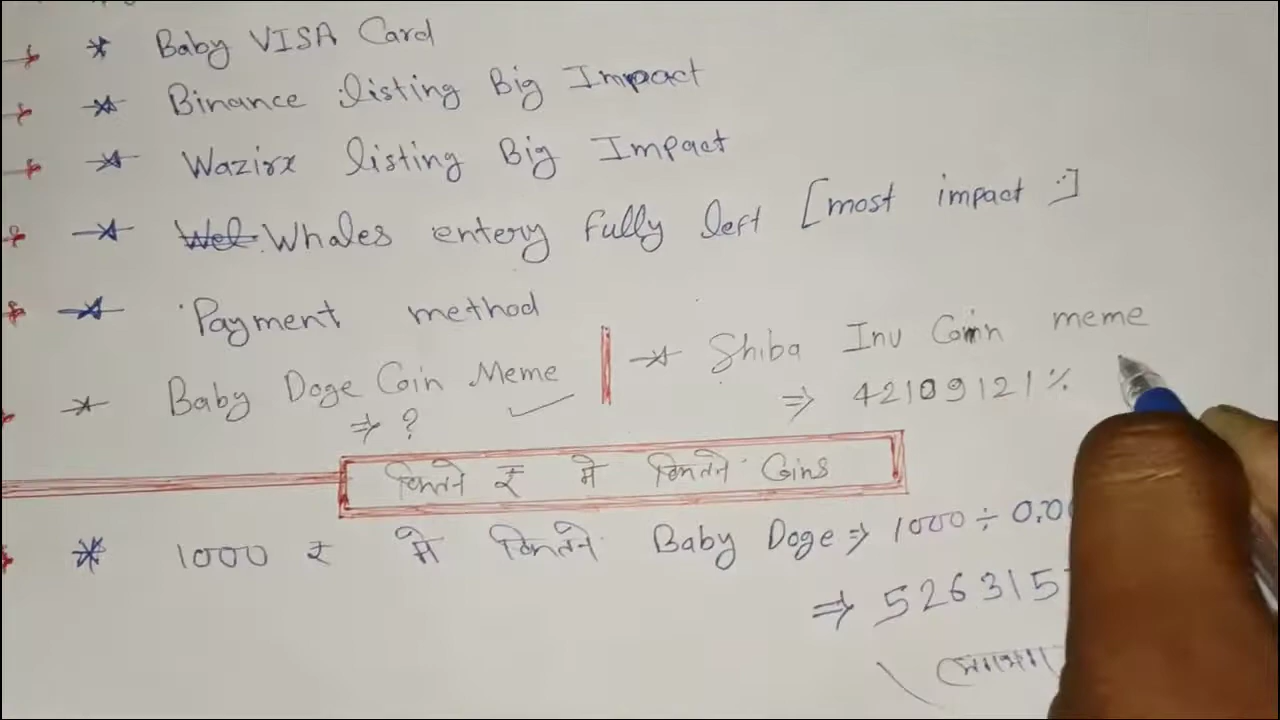 * Baby VISA Card
* Binance listing Big Impact
* Wazirx listing Big Impact
* Wel Whales entery fully left [most impact :]
* Payment method
* Baby Doge Coin Meme
⇒ ?
* Shiba Inu Coin meme
⇒ 42109121%
कितने ₹ मे कितने Coins
* 1000 ₹ मे कितने Baby Doge ⇒ 1000 ÷ 0.0
⇒ 526315